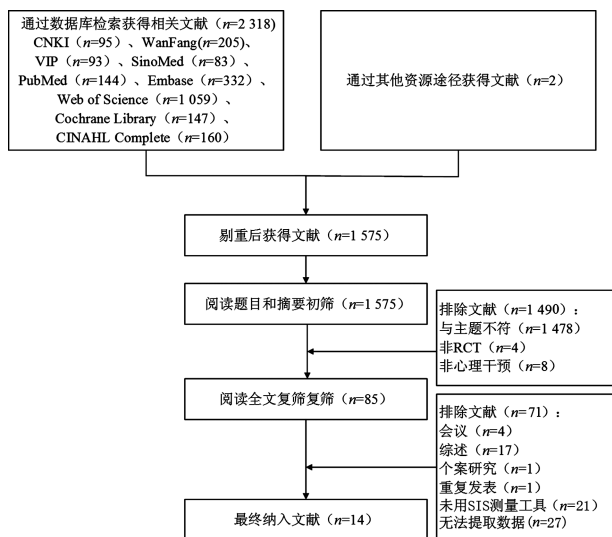 通过数据库检索获得相关文献（n=2 318）
CNKI（n=95）、WanFang(n=205)、
VIP（n=93）、SinoMed（n=83）、
PubMed（n=144）、Embase（n=332）、
Web of Science（n=1 059）、
Cochrane Library（n=147）、
CINAHL Complete（n=160）
通过其他资源途径获得文献（n=2）
剔重后获得文献（n=1 575）
阅读题目和摘要初筛（n=1 575）
排除文献（n=1 490）：
与主题不符（n=1 478）
非RCT（n=4）
非心理干预（n=8）
阅读全文复筛复筛（n=85）
排除文献（n=71）：
会议（n=4）
综述（n=17）
个案研究（n=1）
重复发表（n=1）
未用SIS测量工具（n=21）
无法提取数据(n=27）
最终纳入文献（n=14）